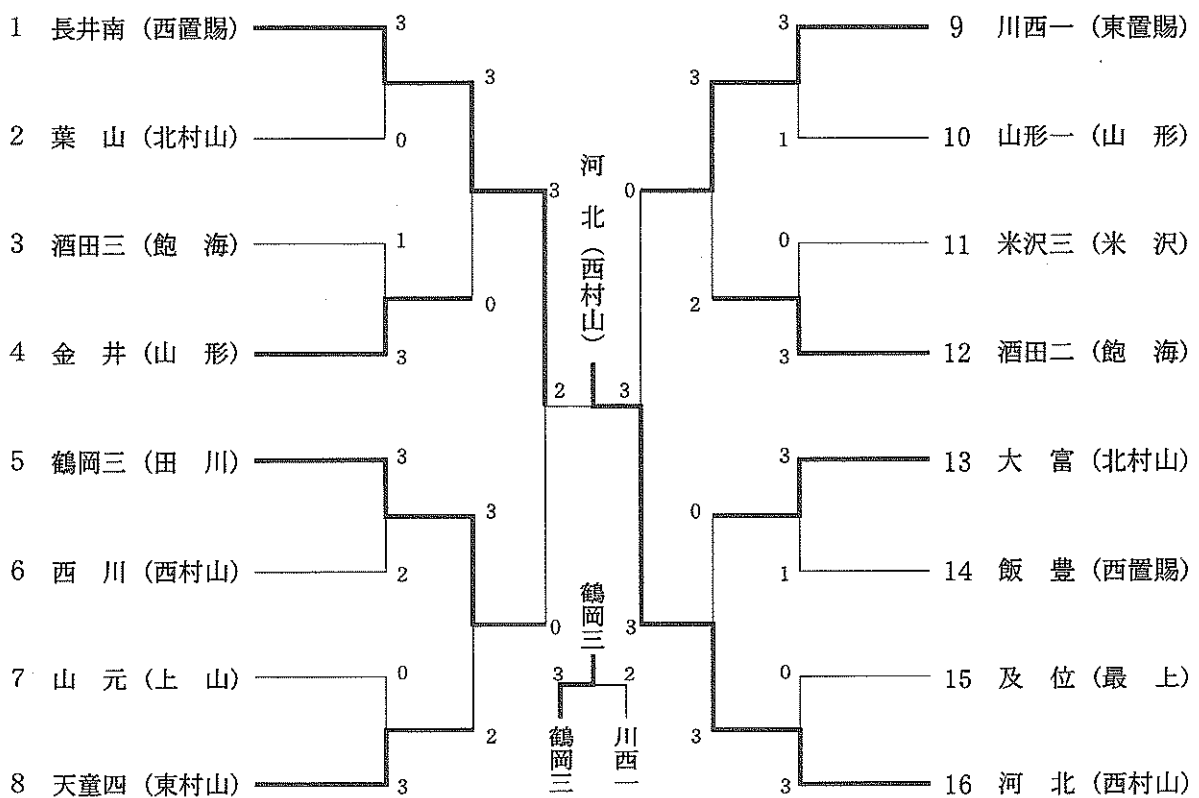 1 長井南 (西置賜)
3
2 葉 山 (北村山)
0
3
3 酒田三 (飽 海)
1
4 金 井 (山 形)
3
0
3
5 鶴岡三 (田 川)
3
6 西 川 (西村山)
2
3
7 山 元 (上 山)
0
8 天童四 (東村山)
3
2
0
2
河北(西村山)
3
鶴岡三
3
2
鶴岡三
川西一
9 川西一 (東置賜)
3
10 山形一 (山 形)
1
3
11 米沢三 (米 沢)
0
12 酒田二 (飽 海)
3
2
0
13 大 富 (北村山)
3
14 飯 豊 (西置賜)
1
0
15 及 位 (最 上)
0
16 河 北 (西村山)
3
3
3